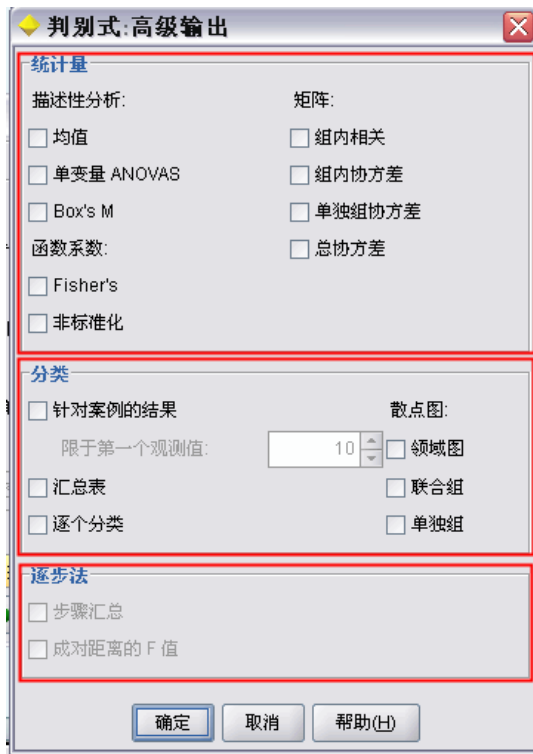 判别式:高级输出
统计量
描述性分析:
均值
单变量 ANOVAS
Box's M
函数系数:
Fisher's
非标准化
矩阵:
组内相关
组内协方差
单独组协方差
总协方差
分类
针对案例的结果
限于第一个观测值: 10
汇总表
逐个分类
散点图:
领域图
联合组
单独组
逐步法
步骤汇总
成对距离的 F 值
确定 取消 帮助(H)